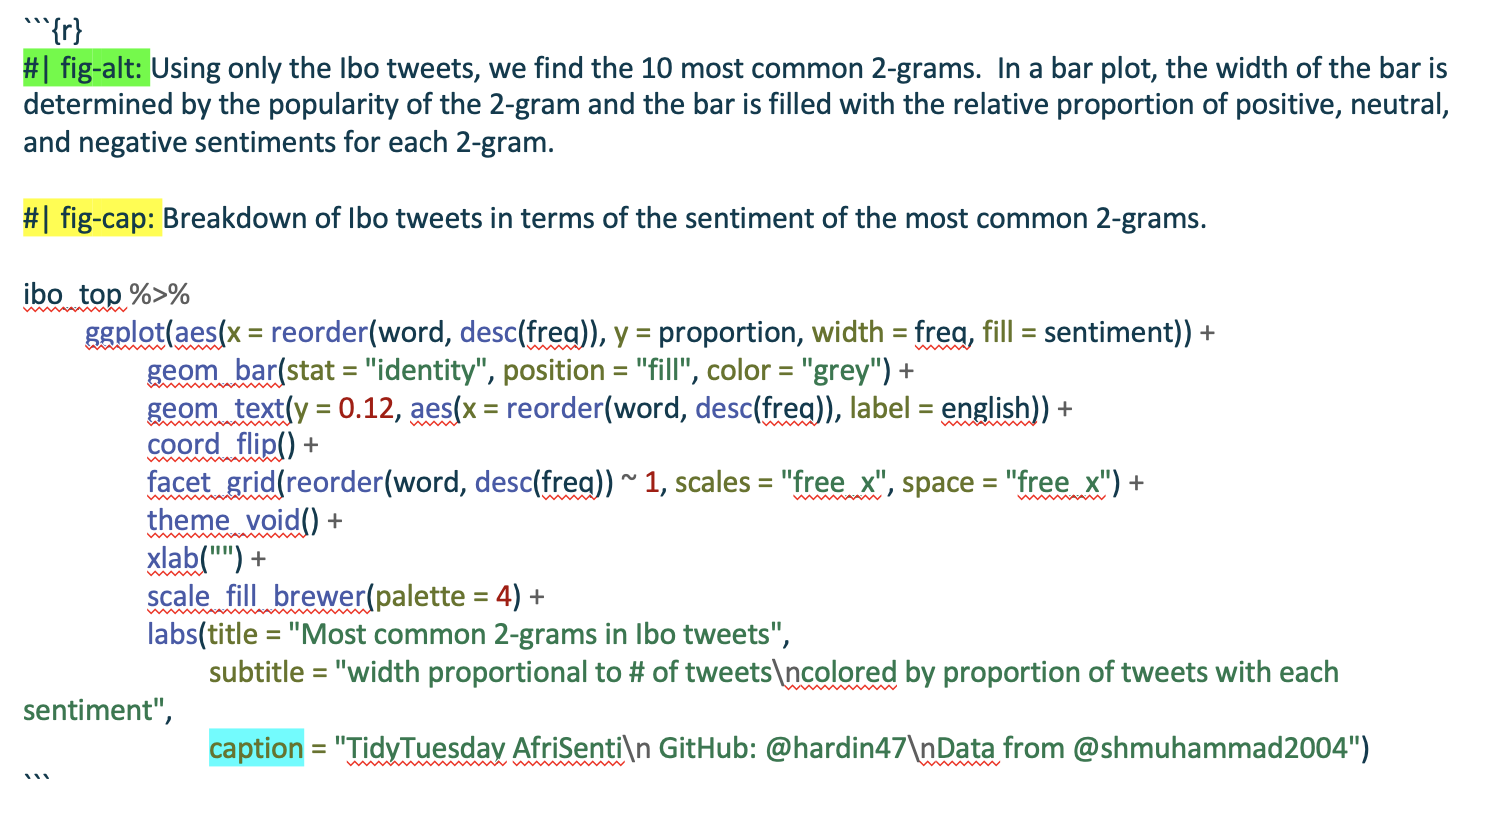 ```{r}
#| fig-alt: Using only the Ibo tweets, we find the 10 most common 2-grams.  In a bar plot, the width of the bar is
determined by the popularity of the 2-gram and the bar is filled with the relative proportion of positive, neutral,
and negative sentiments for each 2-gram.

#| fig-cap: Breakdown of Ibo tweets in terms of the sentiment of the most common 2-grams.

ibo_top %>%
ggplot(aes(x = reorder(word, desc(freq)), y = proportion, width = freq, fill = sentiment)) +
geom_bar(stat = "identity", position = "fill", color = "grey") +
geom_text(y = 0.12, aes(x = reorder(word, desc(freq)), label = english)) +
coord_flip() +
facet_grid(reorder(word, desc(freq)) ~ 1, scales = "free_x", space = "free_x") +
theme_void() +
xlab("") +
scale_fill_brewer(palette = 4) +
labs(title = "Most common 2-grams in Ibo tweets",
subtitle = "width proportional to # of tweets\ncolored by proportion of tweets with each
sentiment",
caption = "TidyTuesday AfriSenti\n GitHub: @hardin47\nData from @shmuhammad2004")
```